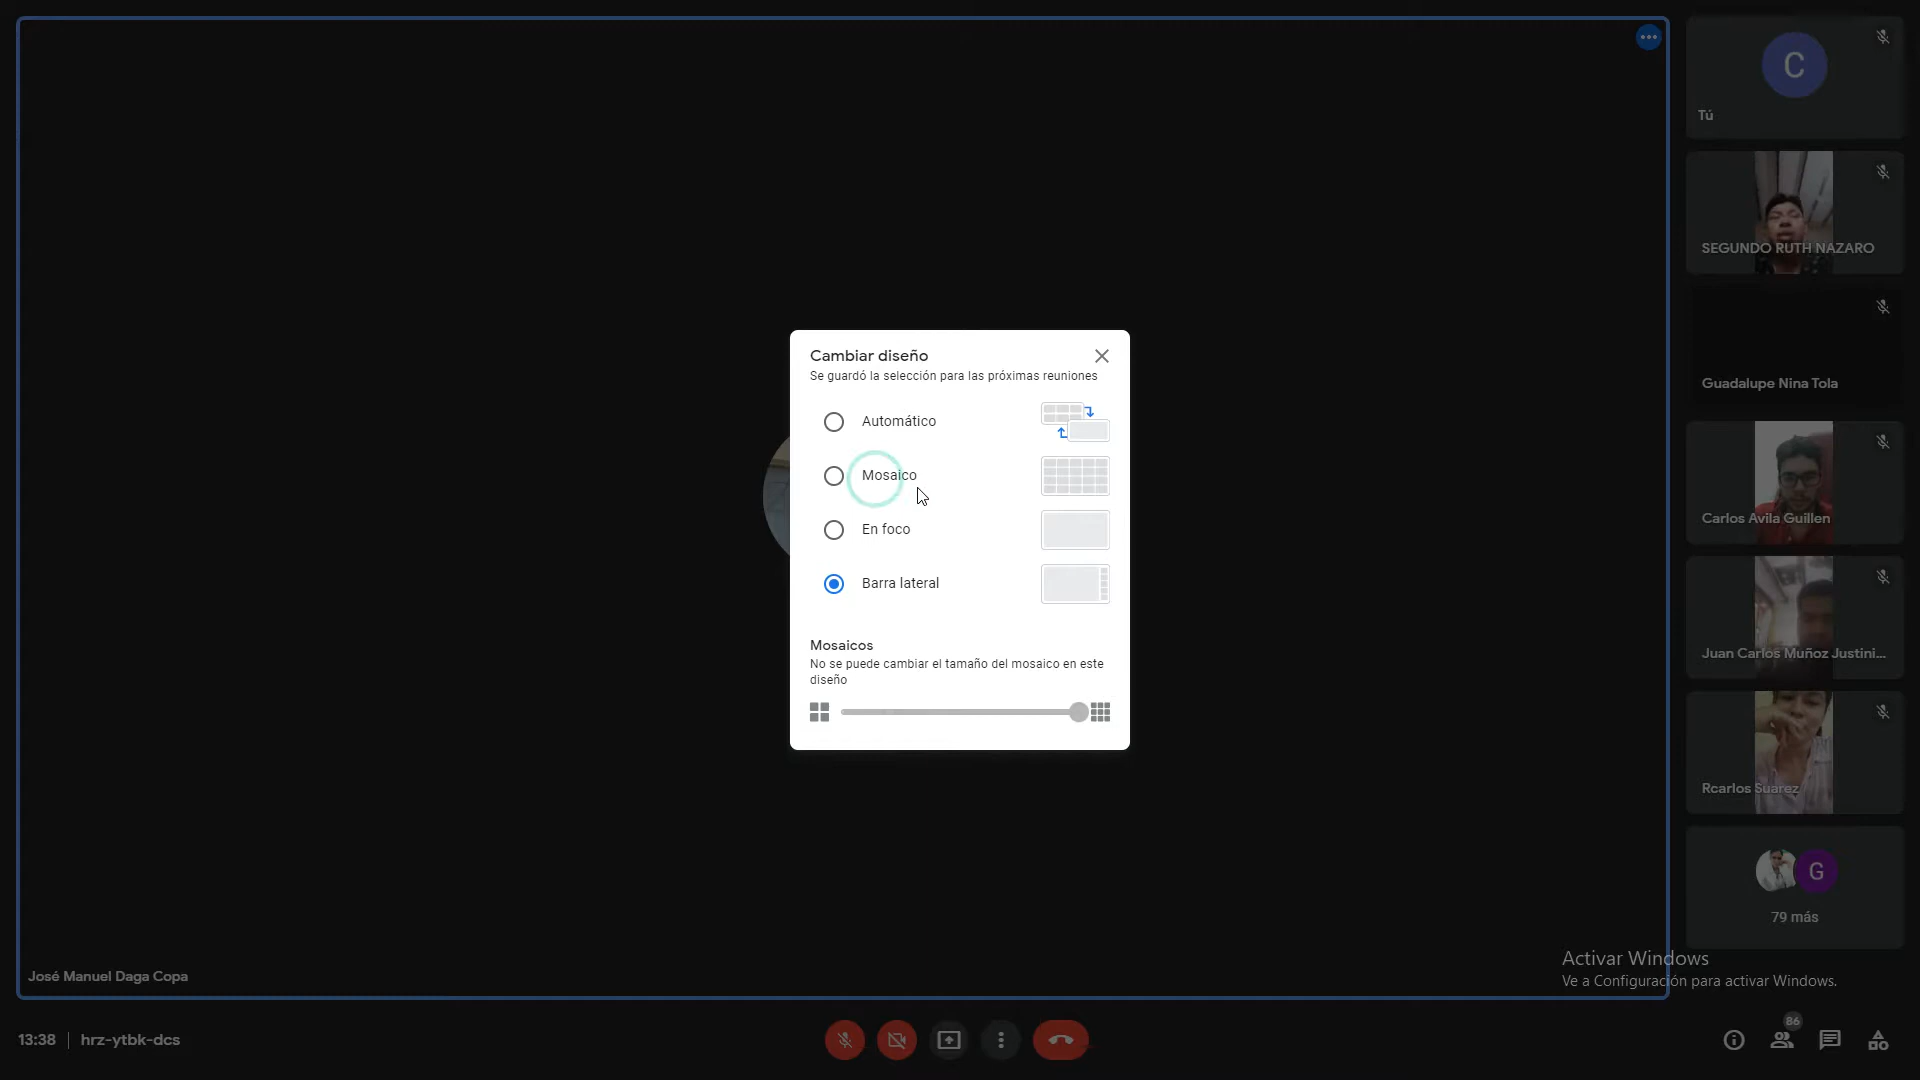 C
Tú
SEGUNDO RUTH NAZARO
Guadalupe Nina Tola
Carlos Avila Guillen
Juan Carlos Muñoz Justini...
Rcarlos Suarez
G
79 más
Cambiar diseño
Se guardó la selección para las próximas reuniones
Automático
Mosaico
En foco
Barra lateral
Mosaicos
No se puede cambiar el tamaño del mosaico en este
diseño
José Manuel Daga Copa
Activar Windows
Ve a Configuración para activar Windows.
13:38 | hrz-ytbk-dcs
86